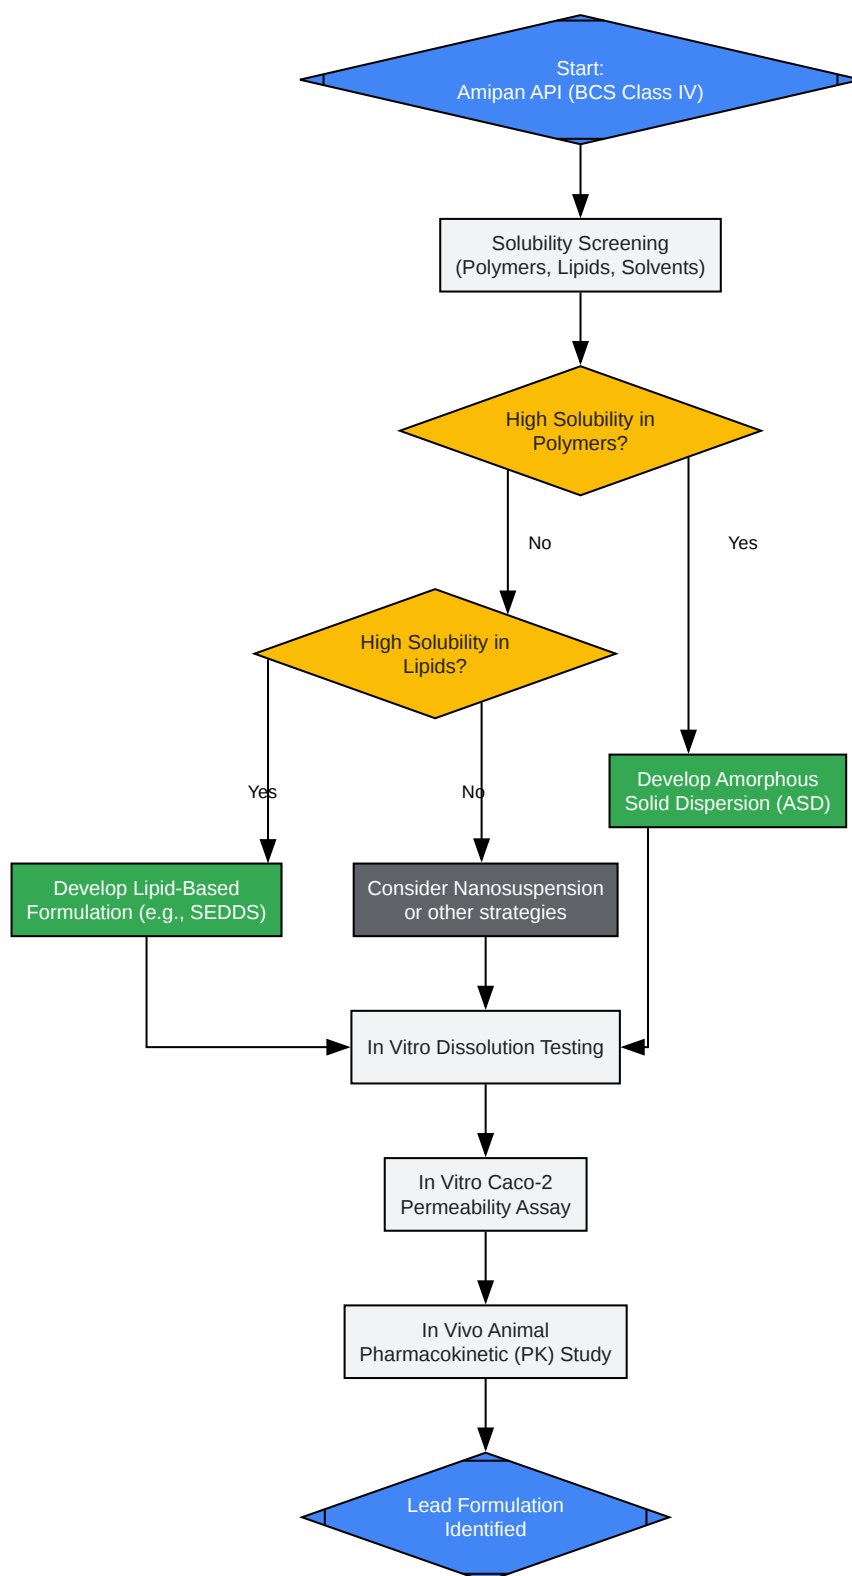 Start:
Amipan API (BCS Class IV)
Solubility Screening
(Polymers, Lipids, Solvents)
High Solubility in
Polymers?
No
Yes
High Solubility in
Lipids?
Yes
No
Develop Amorphous
Solid Dispersion (ASD)
Develop Lipid-Based
Formulation (e.g., SEDDS)
Consider Nanosuspension
or other strategies
In Vitro Dissolution Testing
In Vitro Caco-2
Permeability Assay
In Vivo Animal
Pharmacokinetic (PK) Study
Lead Formulation
Identified